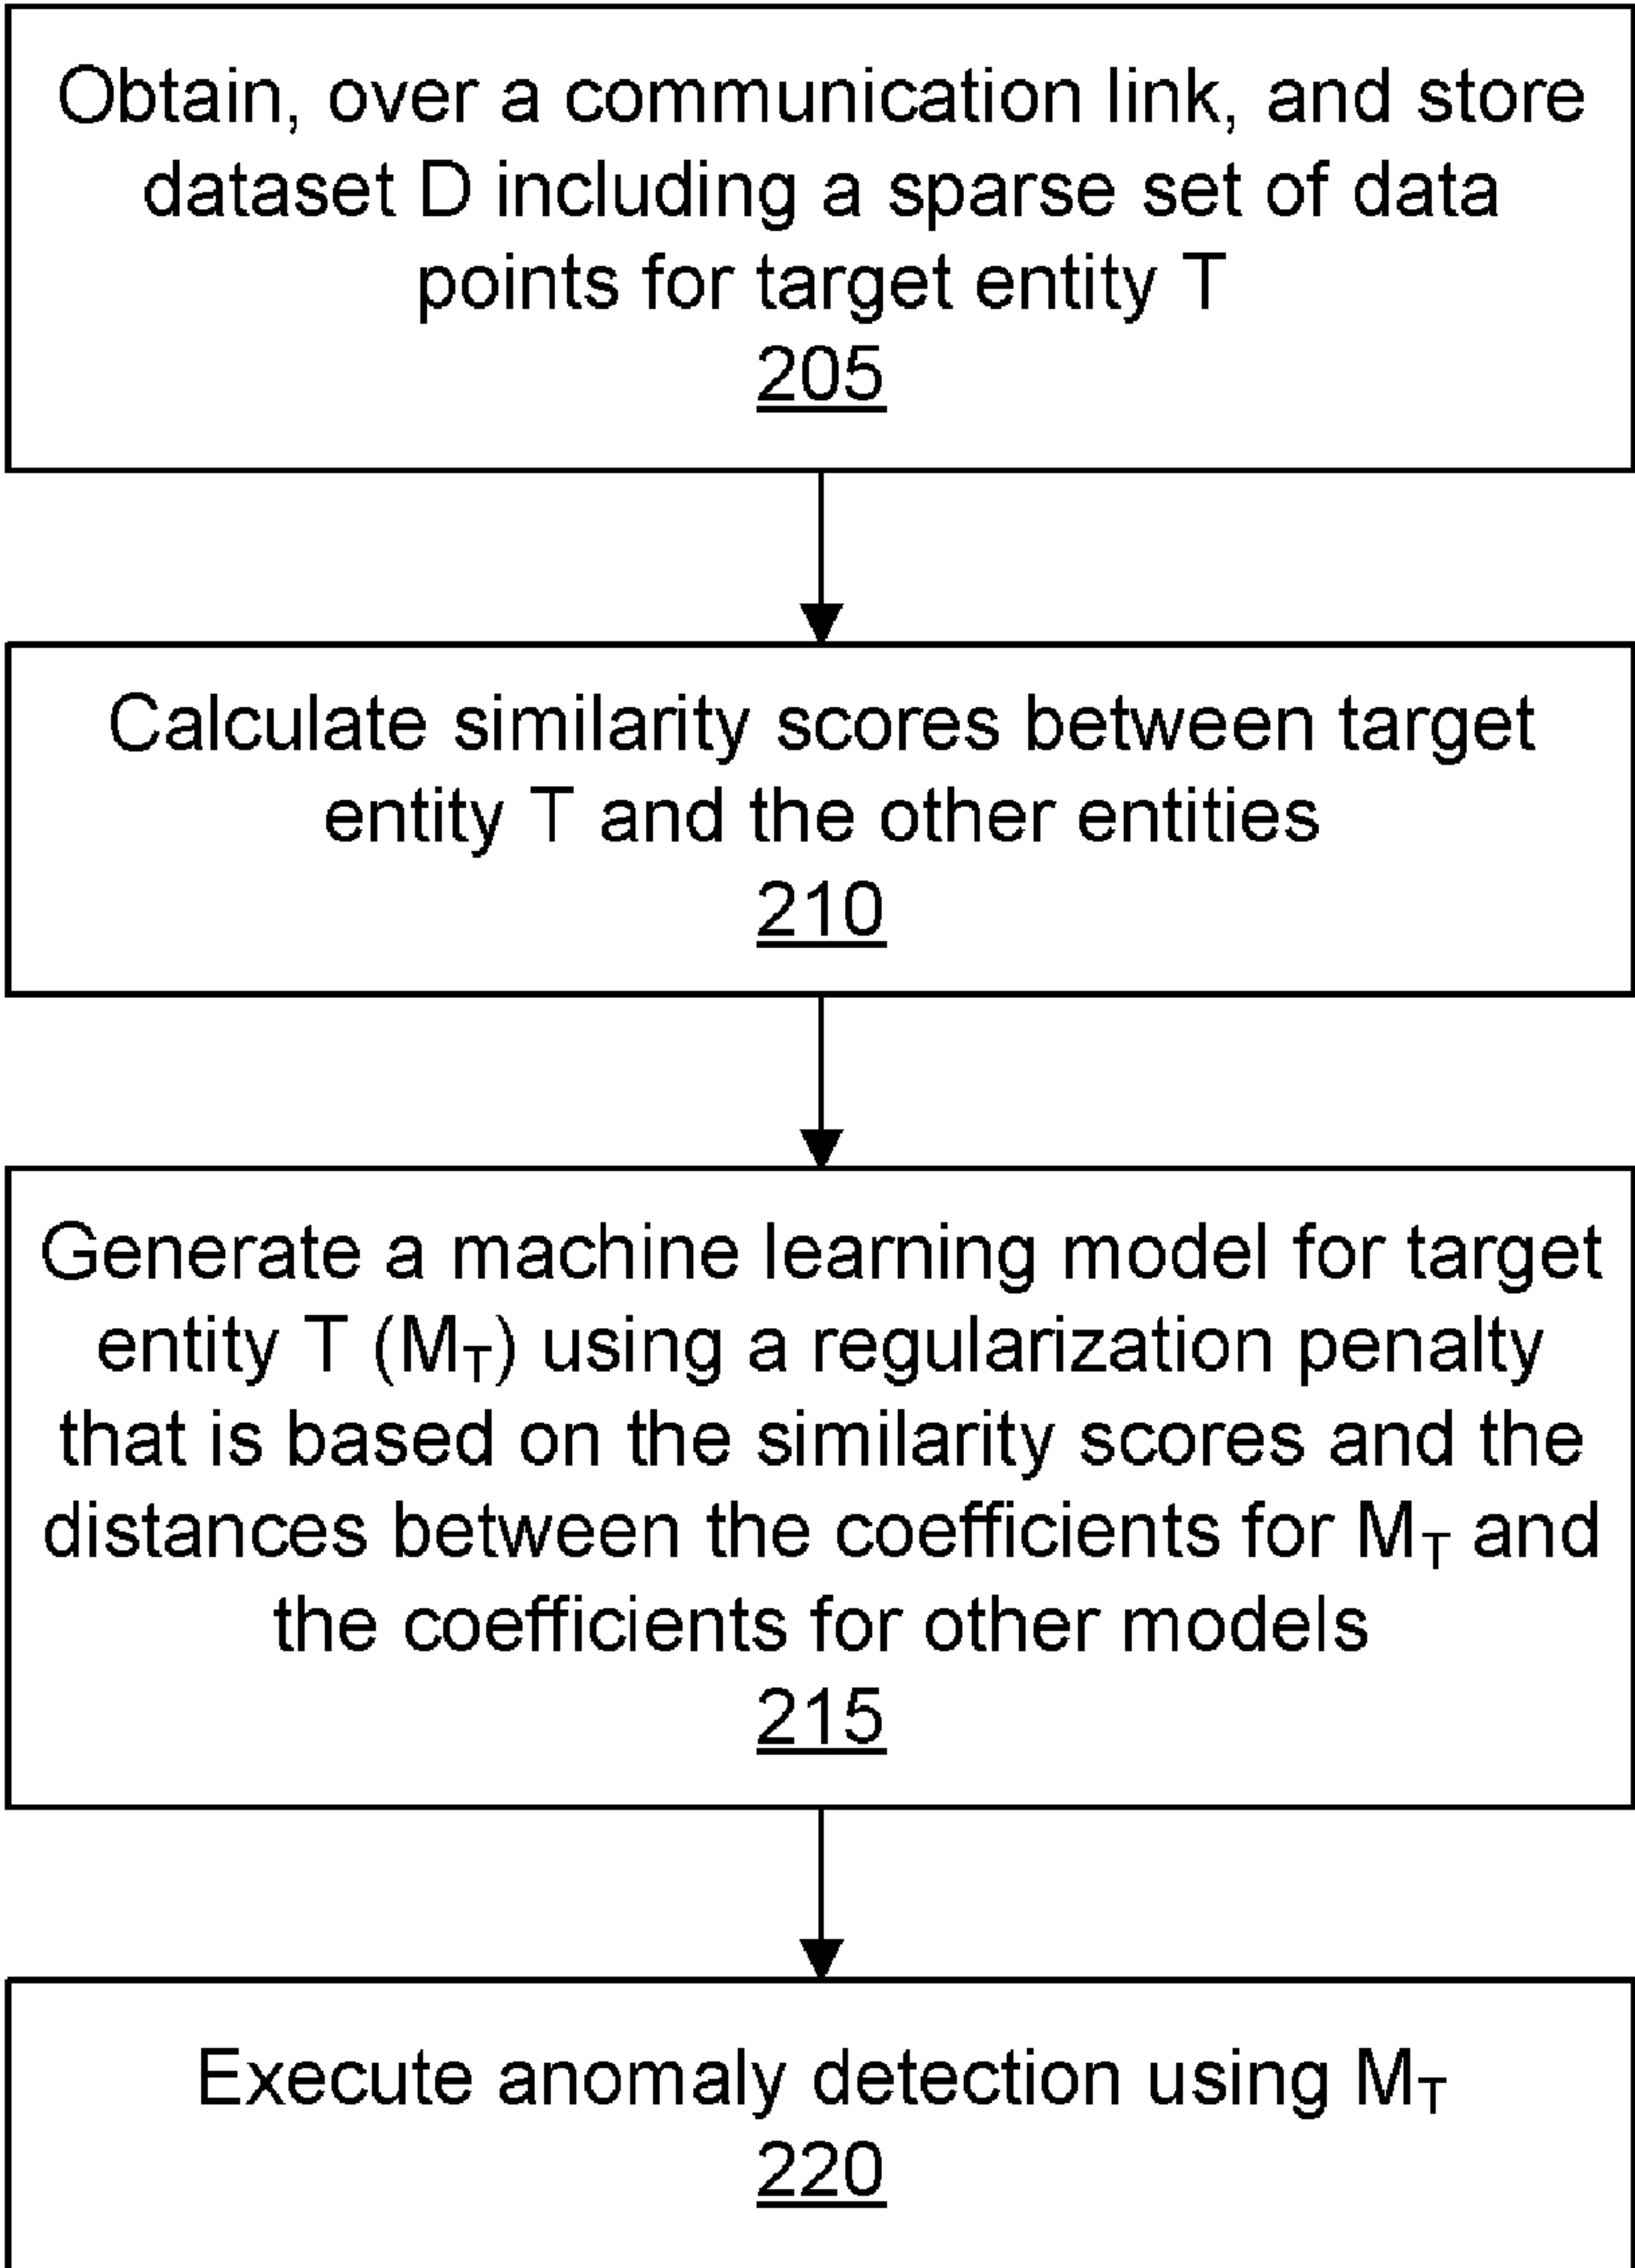 Obtain, over a communication link, and store
dataset D including a sparse set of data
points for target entity T
205
Calculate similarity scores between target
entity T and the other entities
210
Generate a machine learning model for target
entity T (M_T) using a regularization penalty
that is based on the similarity scores and the
distances between the coefficients for M_T and
the coefficients for other models
215
Execute anomaly detection using M_T
220